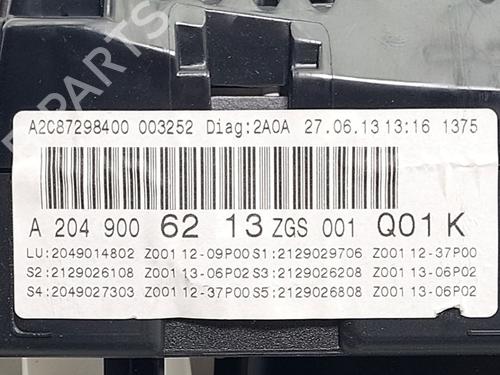 A2C87298400 003252 Diag:2A0A 27.06.13 13:16 1375
A 204 900 62 13 ZGS 001 Q01 K
LU:2049014802 Z001 12-09P00 S1:2129029706 Z001 12-37P00
S2:2129026108 Z001 13-06P02 S3:2129026208 Z001 13-06P02
S4:2049027303 Z001 12-37P00 S5:2129026808 Z001 13-06P02